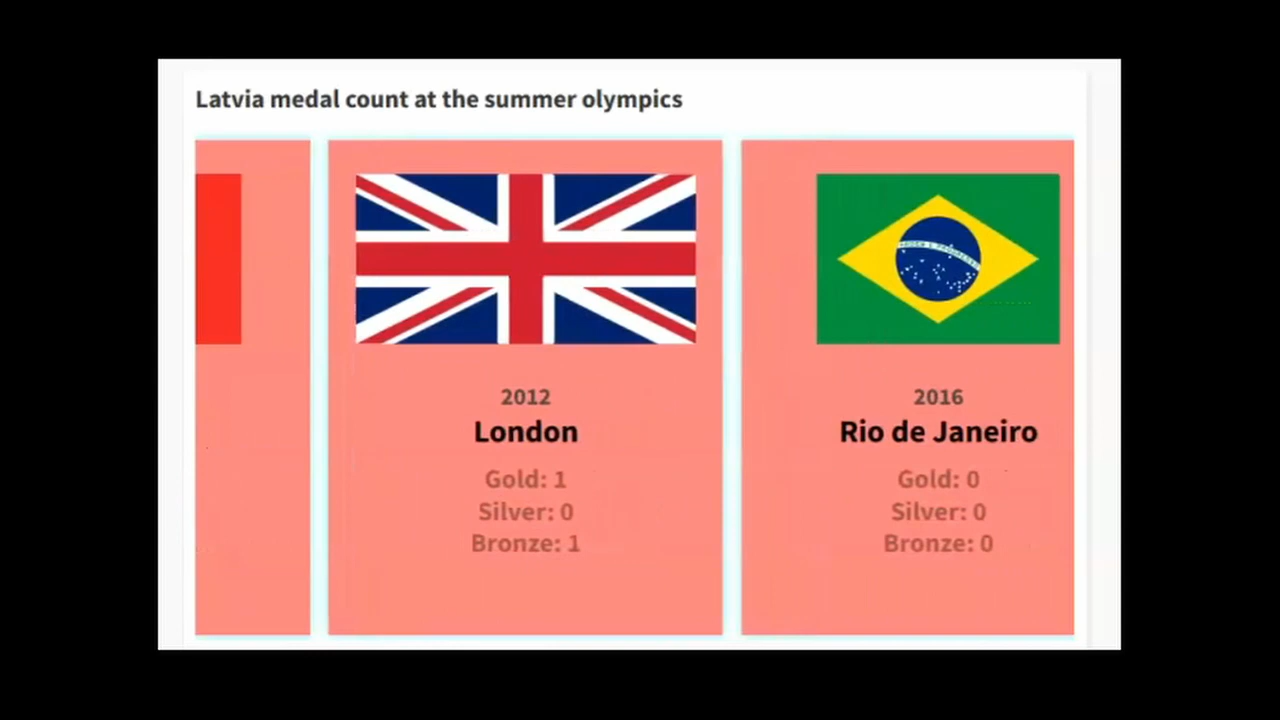 Latvia medal count at the summer olympics
2012
London
Gold: 1
Silver: 0
Bronze: 1
2016
Rio de Janeiro
Gold: 0
Silver: 0
Bronze: 0